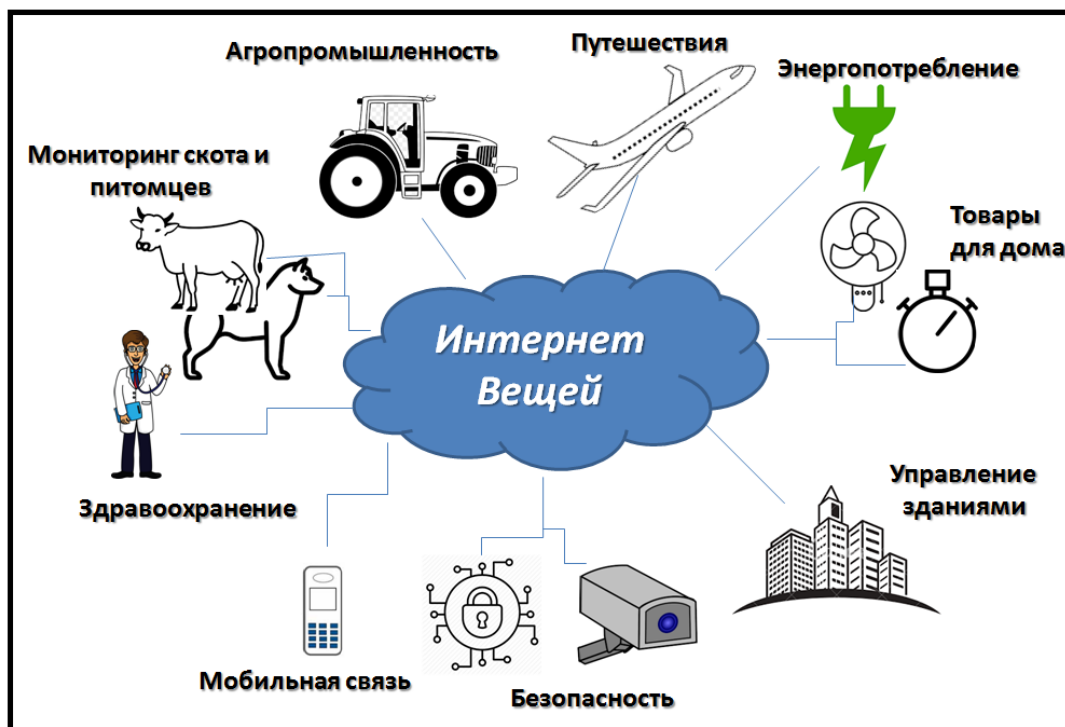 Агропромышленность
Путешествия
Энергопотребление
Мониторинг скота и
питомцев
Товары
для дома
Интернет
Вещей
Здравоохранение
Управление
зданиями
Мобильная связь
Безопасность